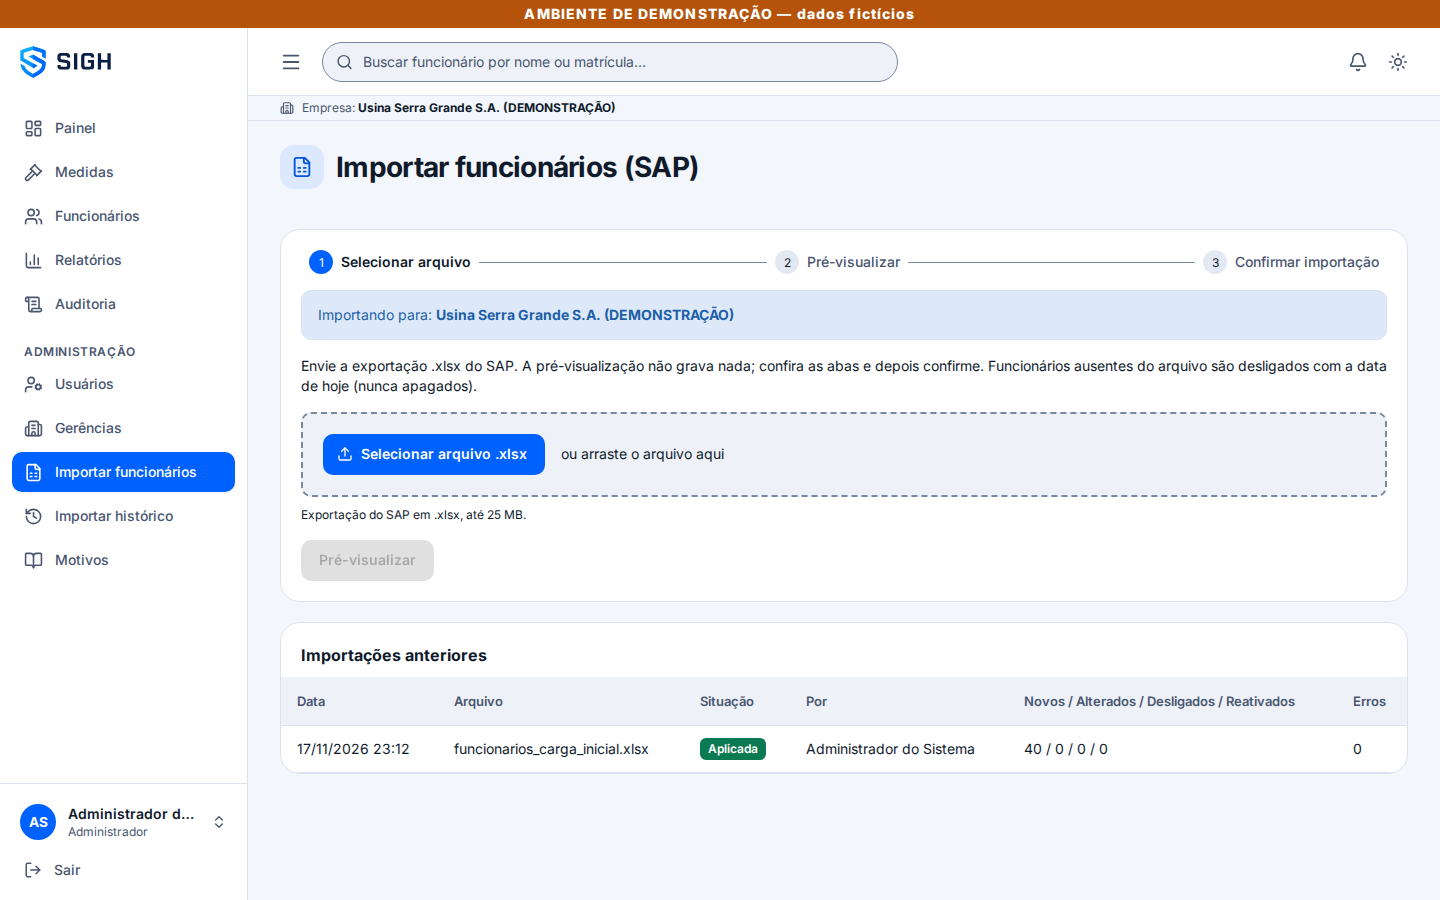 AMBIENTE DE DEMONSTRAÇÃO — dados fictícios
SIGH
Buscar funcionário por nome ou matrícula...
Empresa: Usina Serra Grande S.A. (DEMONSTRAÇÃO)
Painel
Medidas
Funcionários
Relatórios
Auditoria
ADMINISTRAÇÃO
Usuários
Gerências
Importar funcionários
Importar histórico
Motivos
AS
Administrador d...
Administrador
Sair
Importar funcionários (SAP)
1 Selecionar arquivo
2 Pré-visualizar
3 Confirmar importação
Importando para: Usina Serra Grande S.A. (DEMONSTRAÇÃO)
Envie a exportação .xlsx do SAP. A pré-visualização não grava nada; confira as abas e depois confirme. Funcionários ausentes do arquivo são desligados com a data
de hoje (nunca apagados).
Selecionar arquivo .xlsx ou arraste o arquivo aqui
Exportação do SAP em .xlsx, até 25 MB.
Pré-visualizar
Importações anteriores
Data Arquivo Situação Por Novos / Alterados / Desligados / Reativados Erros
17/11/2026 23:12 funcionarios_carga_inicial.xlsx Aplicada Administrador do Sistema 40 / 0 / 0 / 0 0